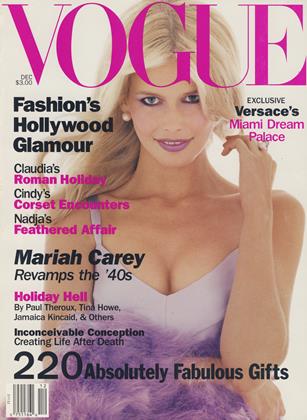 VOGUE
DEC
$3.00
Fashion's
Hollywood
Glamour
Claudia's
Roman Holiday
Cindy's
Corset Encounters
Nadja's
Feathered Affair
EXCLUSIVE
Versace's
Miami Dream
Palace
Mariah Carey
Revamps the '40s
Holiday Hell
By Paul Theroux, Tina Howe,
Jamaica Kincaid, & Others
Inconceivable Conception
Creating Life After Death
220 Absolutely Fabulous Gifts
12